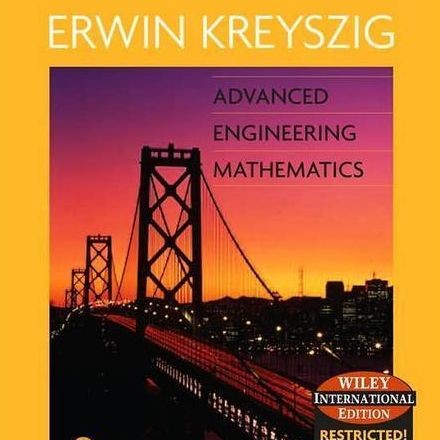 ERWIN KREYSZIG
ADVANCED
ENGINEERING
MATHEMATICS
WILEY
INTERNATIONAL
EDITION
RESTRICTED!